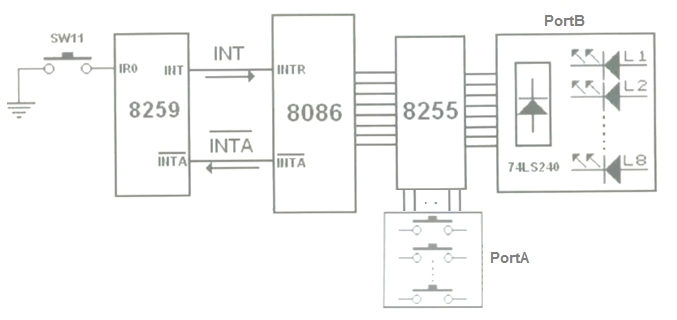 PortB
SW11
IR0
INT
INT
INTR
8259
8086
8255
INTA
INTA
INTA
L1
L2
L8
74LS240
PortA